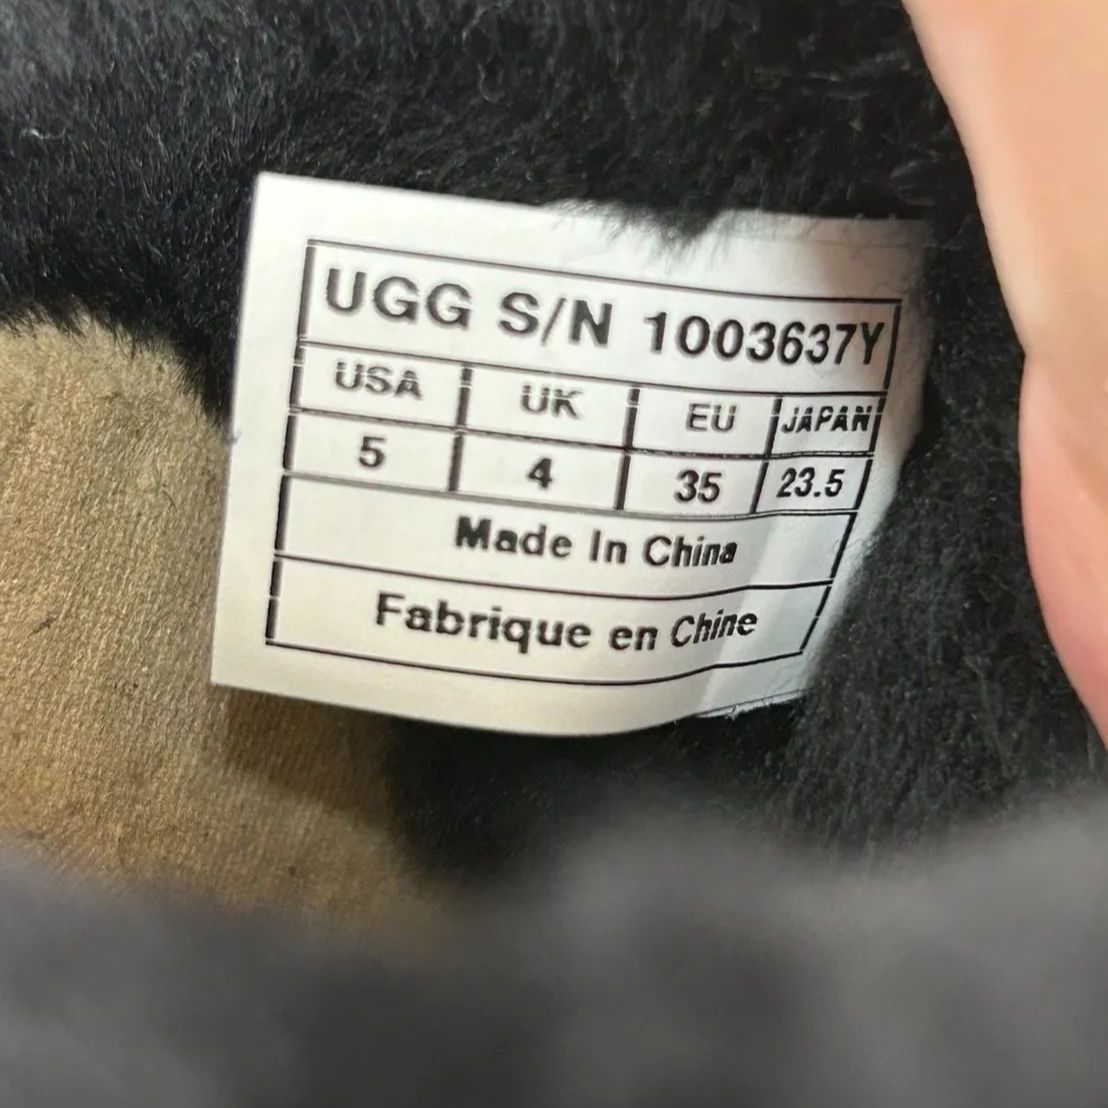 UGG S/N 1003637Y
USA UK EU JAPAN
5 4 35 23.5
Made In China
Fabrique en Chine